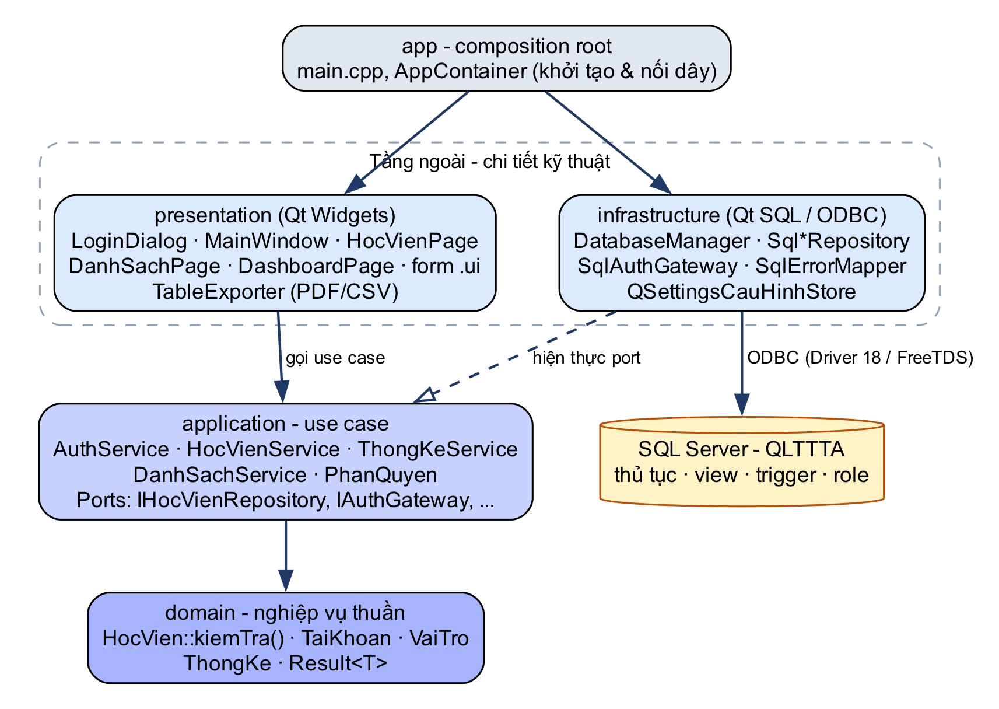 app - composition root
main.cpp, AppContainer (khởi tạo & nối dây)
Tầng ngoài - chi tiết kỹ thuật
presentation (Qt Widgets)
LoginDialog · MainWindow · HocVienPage
DanhSachPage · DashboardPage · form .ui
TableExporter (PDF/CSV)
infrastructure (Qt SQL / ODBC)
DatabaseManager · Sql*Repository
SqlAuthGateway · SqlErrorMapper
QSettingsCauHinhStore
gọi use case
hiện thực port
ODBC (Driver 18 / FreeTDS)
application - use case
AuthService · HocVienService · ThongKeService
DanhSachService · PhanQuyen
Ports: IHocVienRepository, IAuthGateway, ...
SQL Server - QLTTTA
thủ tục · view · trigger · role
domain - nghiệp vụ thuần
HocVien::kiemTra() · TaiKhoan · VaiTro
ThongKe · Result<T>